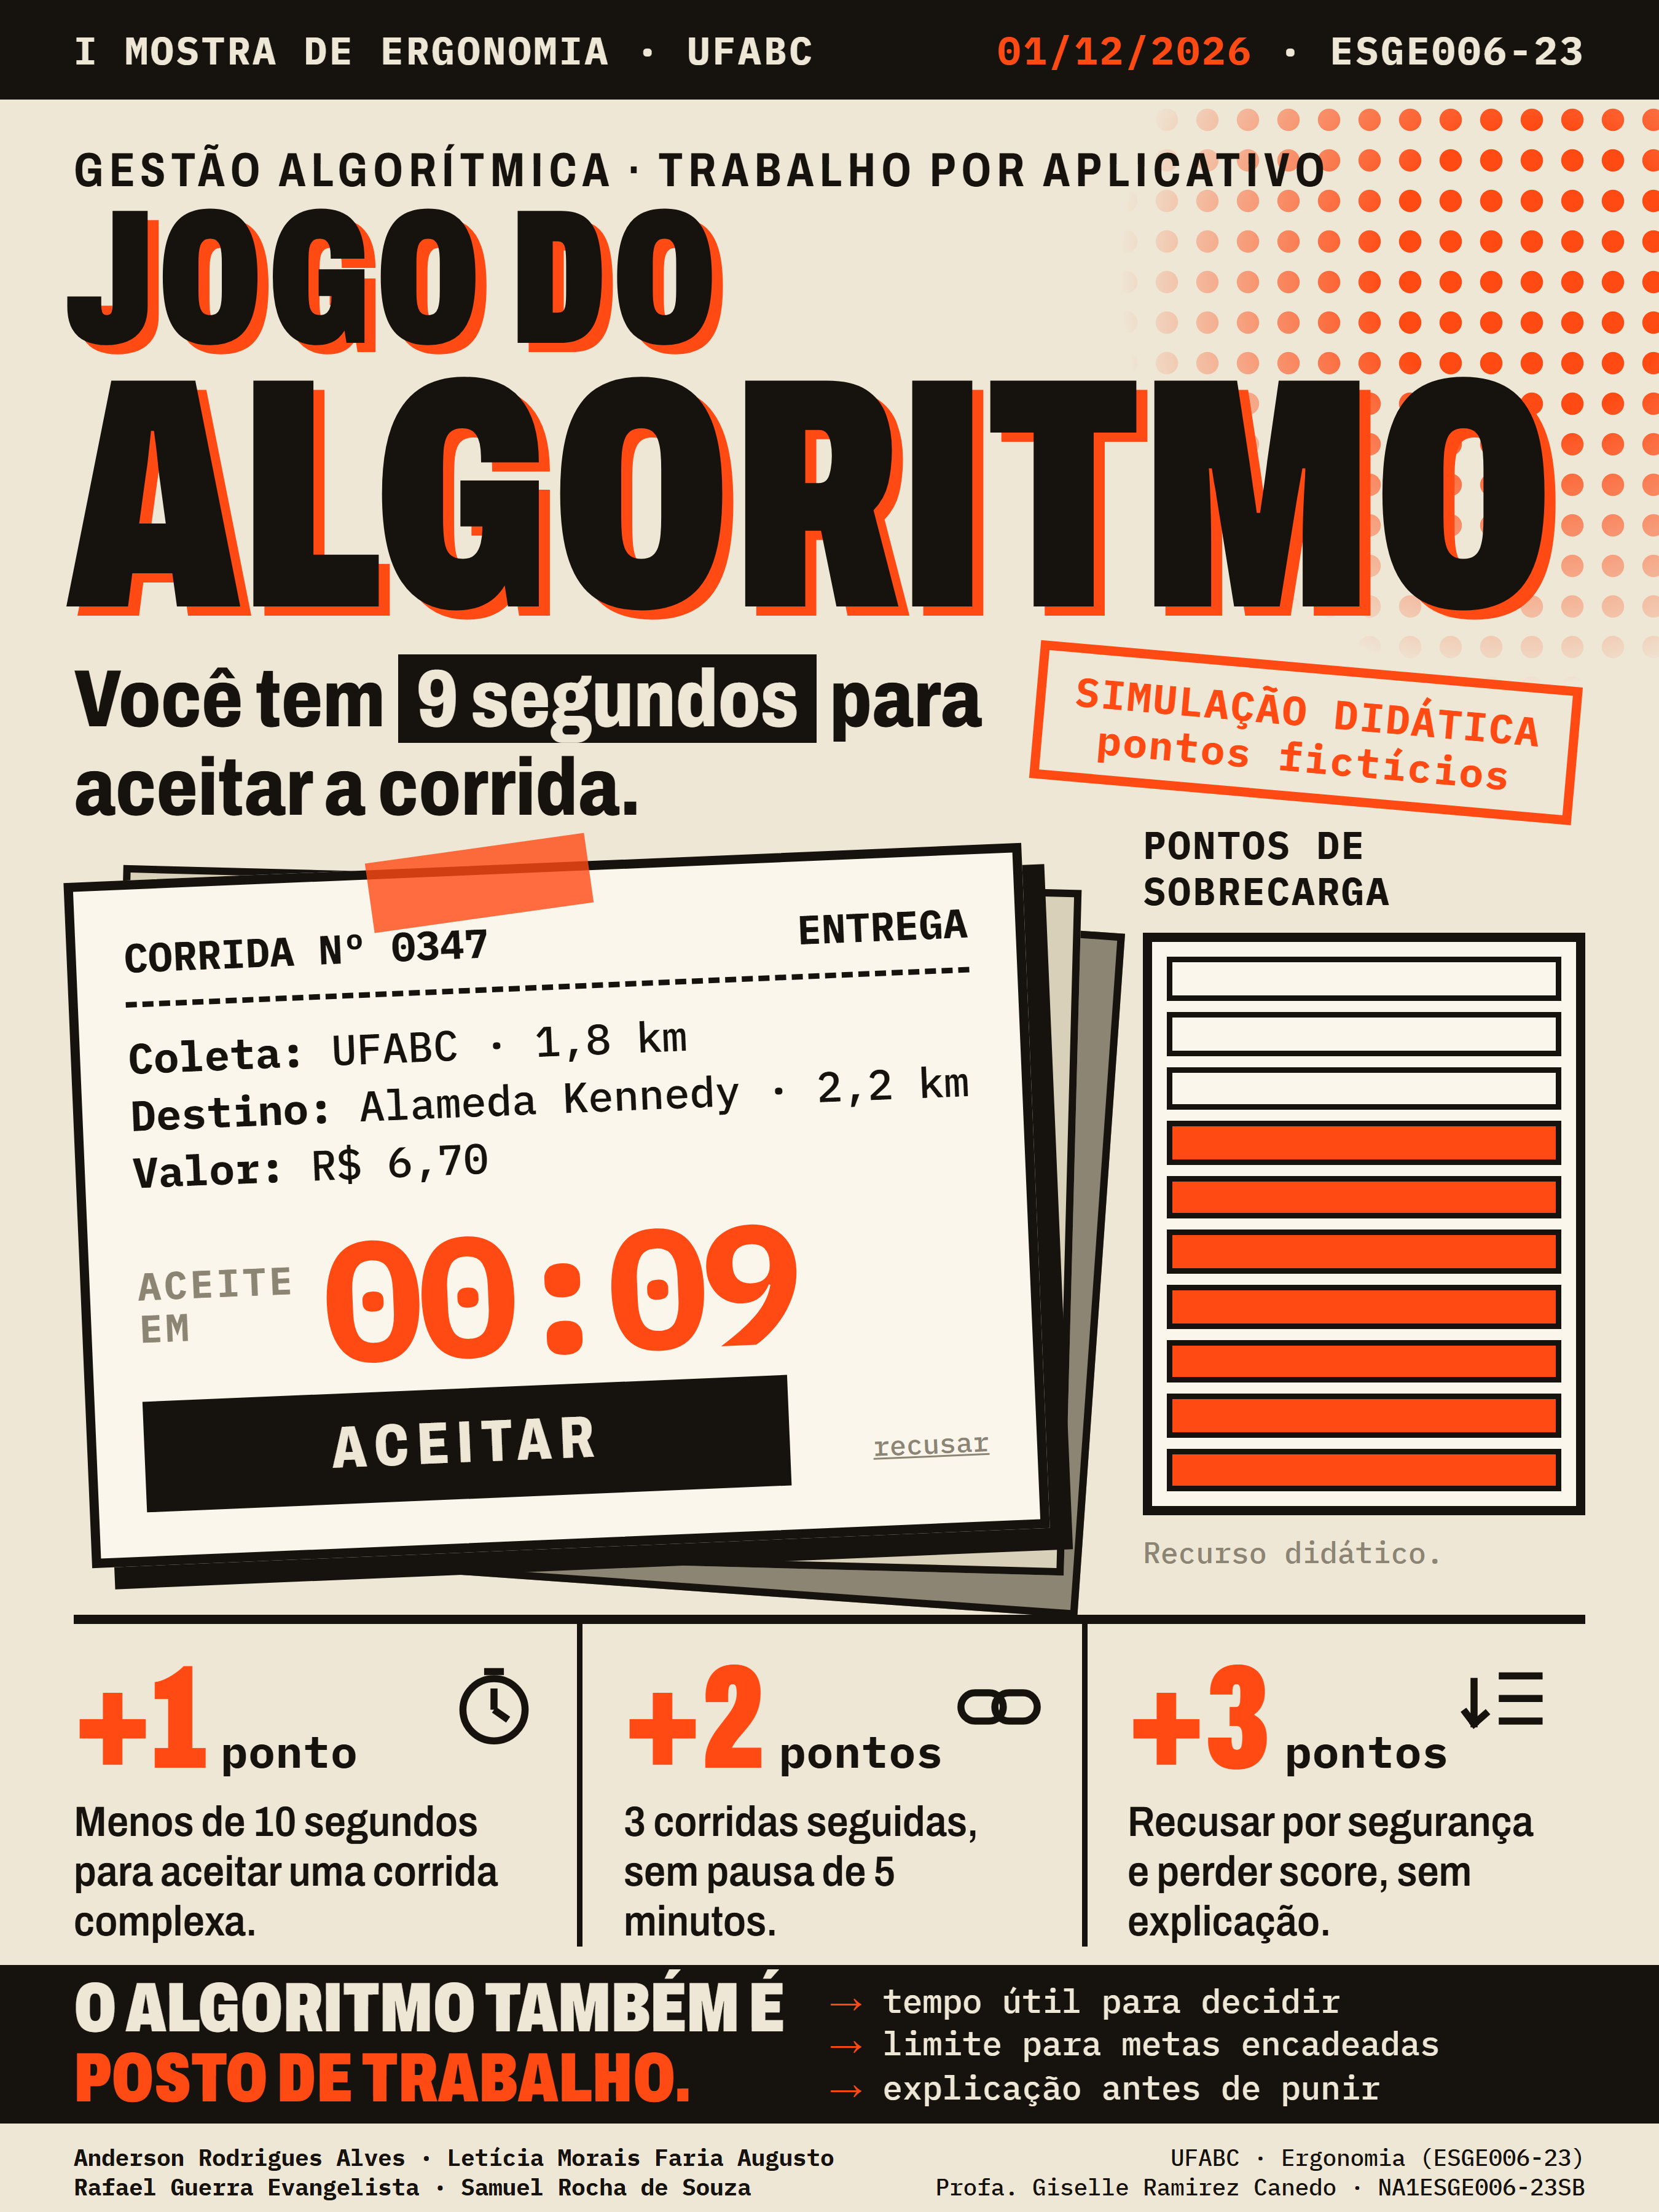 I MOSTRA DE ERGONOMIA · UFABC
01/12/2026 · ESGE006-23
GESTÃO ALGORÍTMICA · TRABALHO POR APLICATIVO
JOGO DO
ALGORITMO
Você tem 9 segundos para
aceitar a corrida.
SIMULAÇÃO DIDÁTICA
pontos fictícios
CORRIDA Nº 0347
ENTREGA
Coleta: UFABC · 1,8 km
Destino: Alameda Kennedy · 2,2 km
Valor: R$ 6,70
ACEITE
EM
00:09
ACEITAR
recusar
PONTOS DE
SOBRECARGA
Recurso didático.
+1 ponto
Menos de 10 segundos
para aceitar uma corrida
complexa.
+2 pontos
3 corridas seguidas,
sem pausa de 5
minutos.
+3 pontos
Recusar por segurança
e perder score, sem
explicação.
O ALGORITMO TAMBÉM É
POSTO DE TRABALHO.
→ tempo útil para decidir
→ limite para metas encadeadas
→ explicação antes de punir
Anderson Rodrigues Alves · Letícia Morais Faria Augusto
Rafael Guerra Evangelista · Samuel Rocha de Souza
UFABC · Ergonomia (ESGE006-23)
Profa. Giselle Ramirez Canedo · NA1ESGE006-23SB